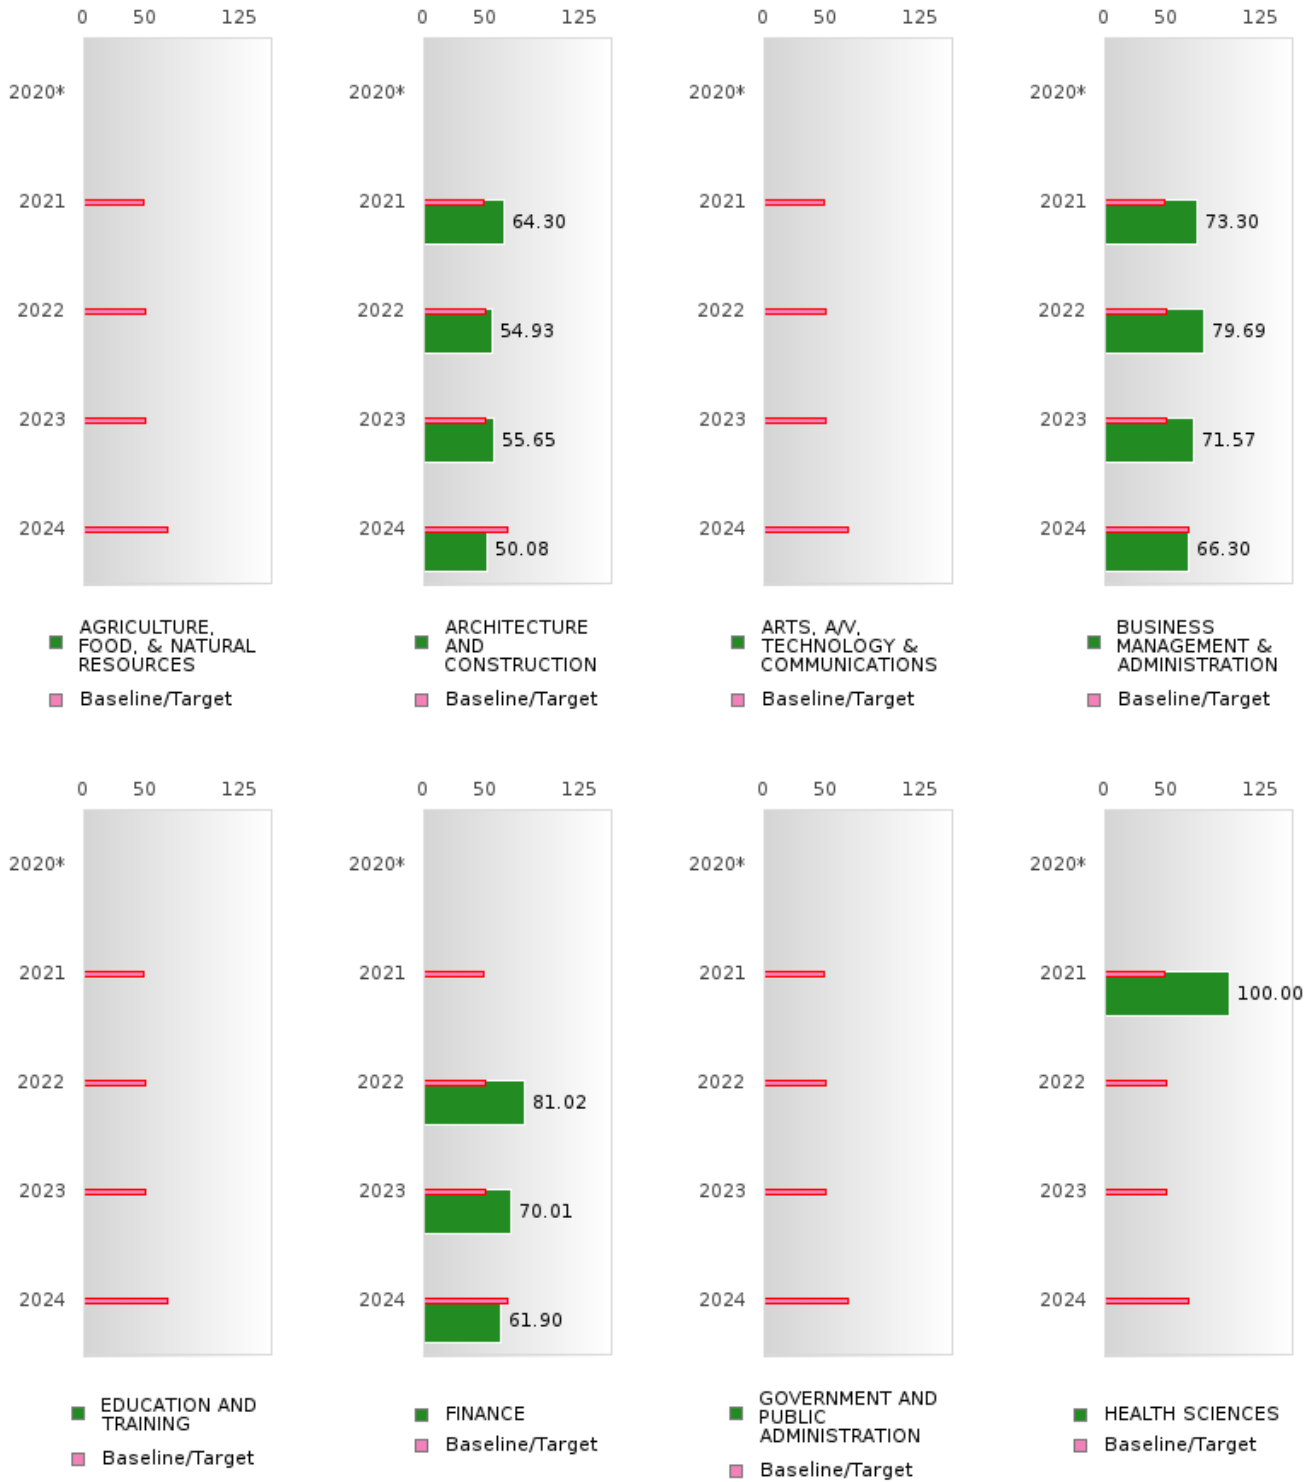 0 50 125
2020*
2021
2022
2023
2024
AGRICULTURE,
FOOD, & NATURAL
RESOURCES
Baseline/Target
0 50 125
2020*
2021
64.30
2022
54.93
2023
55.65
2024
50.08
ARCHITECTURE
AND
CONSTRUCTION
Baseline/Target
0 50 125
2020*
2021
2022
2023
2024
ARTS, A/V,
TECHNOLOGY &
COMMUNICATIONS
Baseline/Target
0 50 125
2020*
2021
73.30
2022
79.69
2023
71.57
2024
66.30
BUSINESS
MANAGEMENT &
ADMINISTRATION
Baseline/Target
0 50 125
2020*
2021
2022
2023
2024
EDUCATION AND
TRAINING
Baseline/Target
0 50 125
2020*
2021
2022
81.02
2023
70.01
2024
61.90
FINANCE
Baseline/Target
0 50 125
2020*
2021
2022
2023
2024
GOVERNMENT AND
PUBLIC
ADMINISTRATION
Baseline/Target
0 50 125
2020*
2021
100.00
2022
2023
2024
HEALTH SCIENCES
Baseline/Target